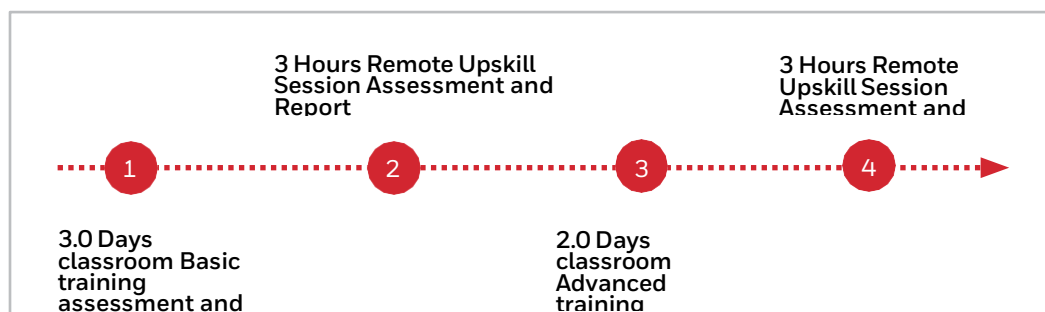 3 Hours Remote Upskill
Session Assessment and
Report
3 Hours Remote
Upskill Session
Assessment and
1
2
3
4
3.0 Days
classroom Basic
training
assessment and
2.0 Days
classroom
Advanced
training